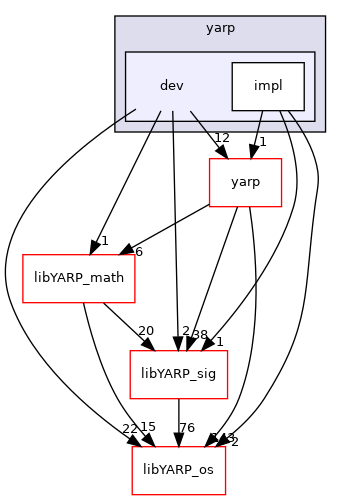 yarp
dev
impl
12
1
yarp
1
6
libYARP_math
20
2
38
1
libYARP_sig
22
15
76
3
2
libYARP_os